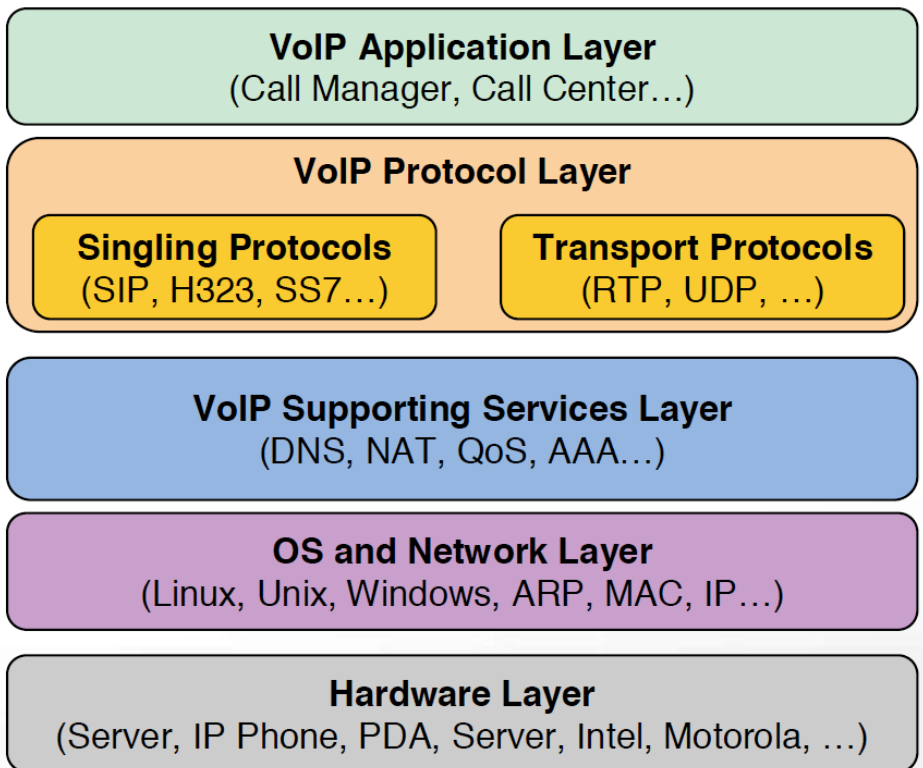 VoIP Application Layer
(Call Manager, Call Center…)
VoIP Protocol Layer
Singling Protocols
(SIP, H323, SS7…)
Transport Protocols
(RTP, UDP, …)
VoIP Supporting Services Layer
(DNS, NAT, QoS, AAA…)
OS and Network Layer
(Linux, Unix, Windows, ARP, MAC, IP…)
Hardware Layer
(Server, IP Phone, PDA, Server, Intel, Motorola, …)